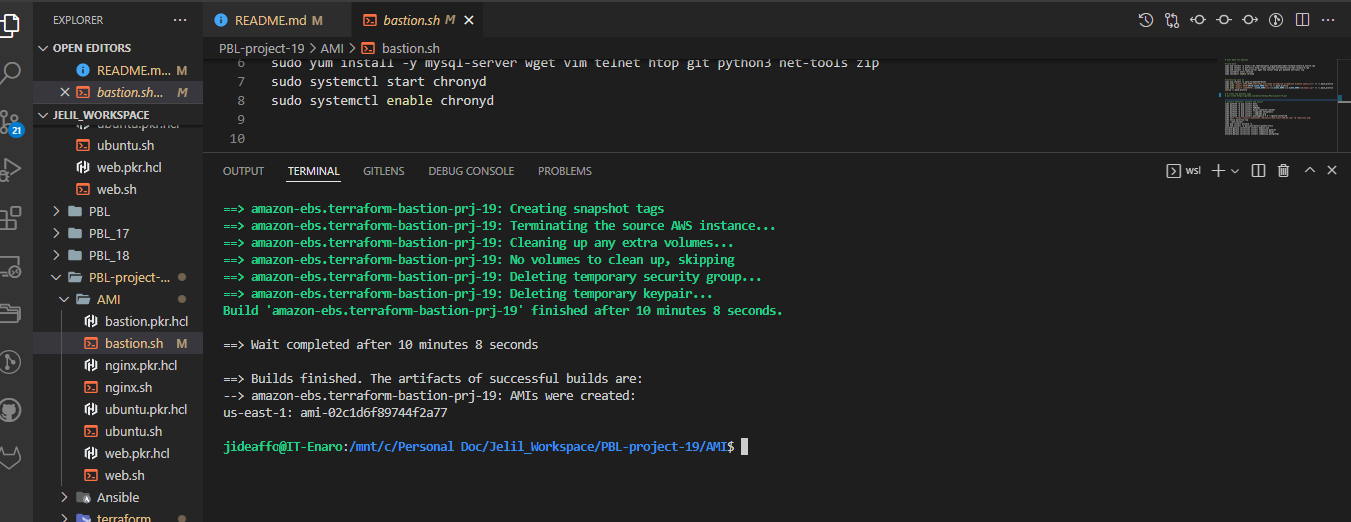 EXPLORER
OPEN EDITORS
README.m... M
bastion.sh... M
JELIL_WORKSPACE
ubuntu.pkr.hcl
ubuntu.sh
web.pkr.hcl
web.sh
PBL
PBL_17
PBL_18
PBL-project-...
AMI
bastion.pkr.hcl
bastion.sh M
nginx.pkr.hcl
nginx.sh
ubuntu.pkr.hcl
ubuntu.sh
web.pkr.hcl
web.sh
Ansible
terraform
21
README.md M
bastion.sh M
PBL-project-19 > AMI > bastion.sh
6 sudo yum install -y mysql-server wget vim telnet htop git python3 net-tools zip
7 sudo systemctl start chronyd
8 sudo systemctl enable chronyd
9
10
OUTPUT TERMINAL GITLENS DEBUG CONSOLE PROBLEMS
wsl
==> amazon-ebs.terraform-bastion-prj-19: Creating snapshot tags
==> amazon-ebs.terraform-bastion-prj-19: Terminating the source AWS instance...
==> amazon-ebs.terraform-bastion-prj-19: Cleaning up any extra volumes...
==> amazon-ebs.terraform-bastion-prj-19: No volumes to clean up, skipping
==> amazon-ebs.terraform-bastion-prj-19: Deleting temporary security group...
==> amazon-ebs.terraform-bastion-prj-19: Deleting temporary keypair...
Build 'amazon-ebs.terraform-bastion-prj-19' finished after 10 minutes 8 seconds.
==> Wait completed after 10 minutes 8 seconds
==> Builds finished. The artifacts of successful builds are:
--> amazon-ebs.terraform-bastion-prj-19: AMIs were created:
us-east-1: ami-02c1d6f89744f2a77
jideaffo@IT-Enaro:/mnt/c/Personal Doc/Jelil_Workspace/PBL-project-19/AMI$